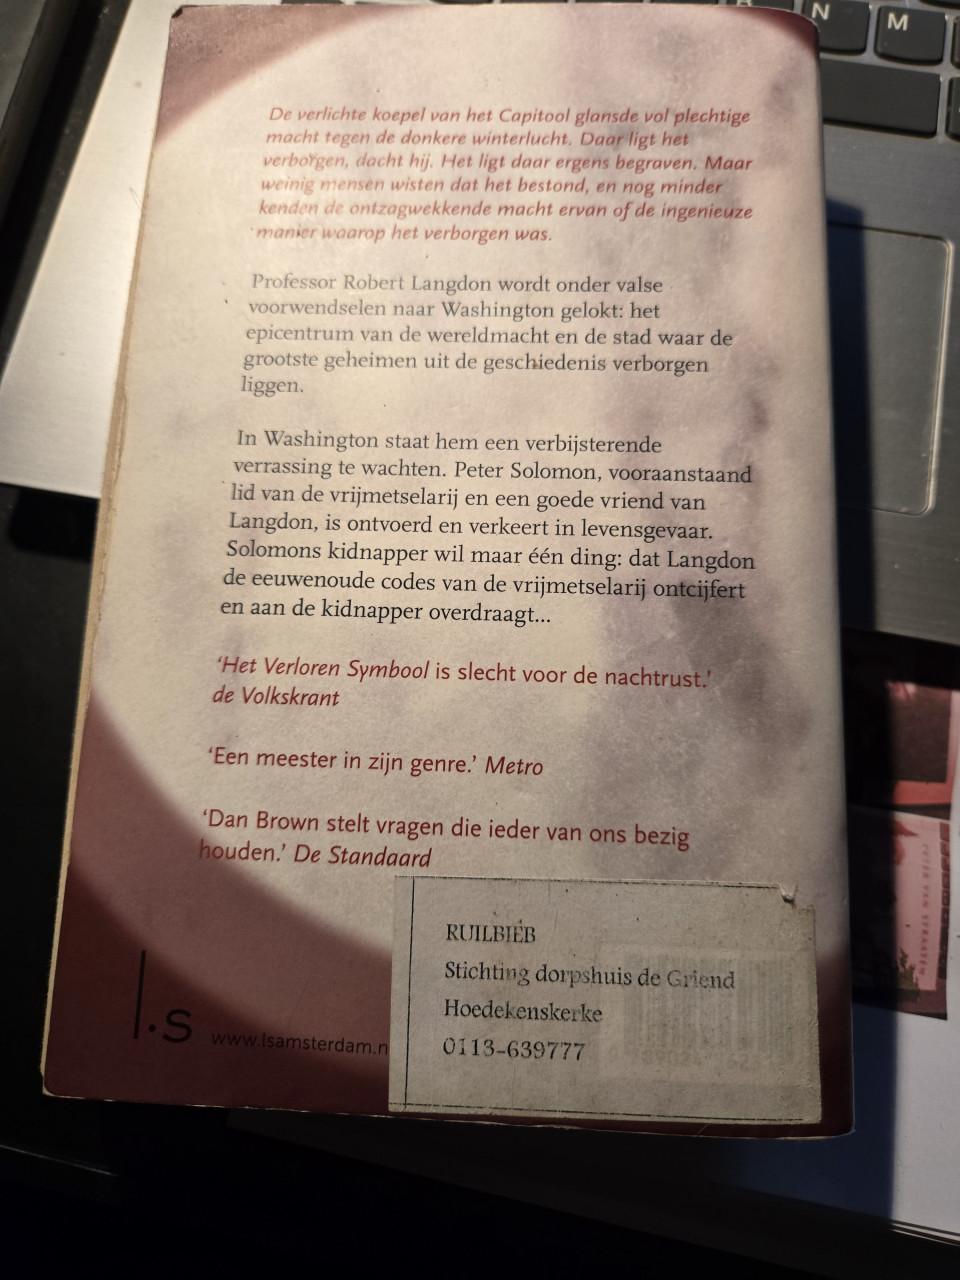 N M
De verlichte koepel van het Capitool glansde vol plechtige
macht tegen de donkere winterlucht. Daar ligt het
verborgen, dacht hij. Het ligt daar ergens begraven. Maar
weinig mensen wisten dat het bestond, en nog minder
kenden de ontzagwekkende macht ervan of de ingenieuze
manier waarop het verborgen was.
Professor Robert Langdon wordt onder valse
voorwendselen naar Washington gelokt: het
epicentrum van de wereldmacht en de stad waar de
grootste geheimen uit de geschiedenis verborgen
liggen.
In Washington staat hem een verbijsterende
verrassing te wachten. Peter Solomon, vooraanstaand
lid van de vrijmetselarij en een goede vriend van
Langdon, is ontvoerd en verkeert in levensgevaar.
Solomons kidnapper wil maar één ding: dat Langdon
de eeuwenoude codes van de vrijmetselarij ontcijfert
en aan de kidnapper overdraagt...
‘Het Verloren Symbool is slecht voor de nachtrust.’
de Volkskrant
‘Een meester in zijn genre.’ Metro
‘Dan Brown stelt vragen die ieder van ons bezig
houden.’ De Standaard
l.s www.lsamsterdam.n
RUILBIEB
Stichting dorpshuis de Griend
Hoedekenskerke
0113-639777
PETER VAN STRAATEN